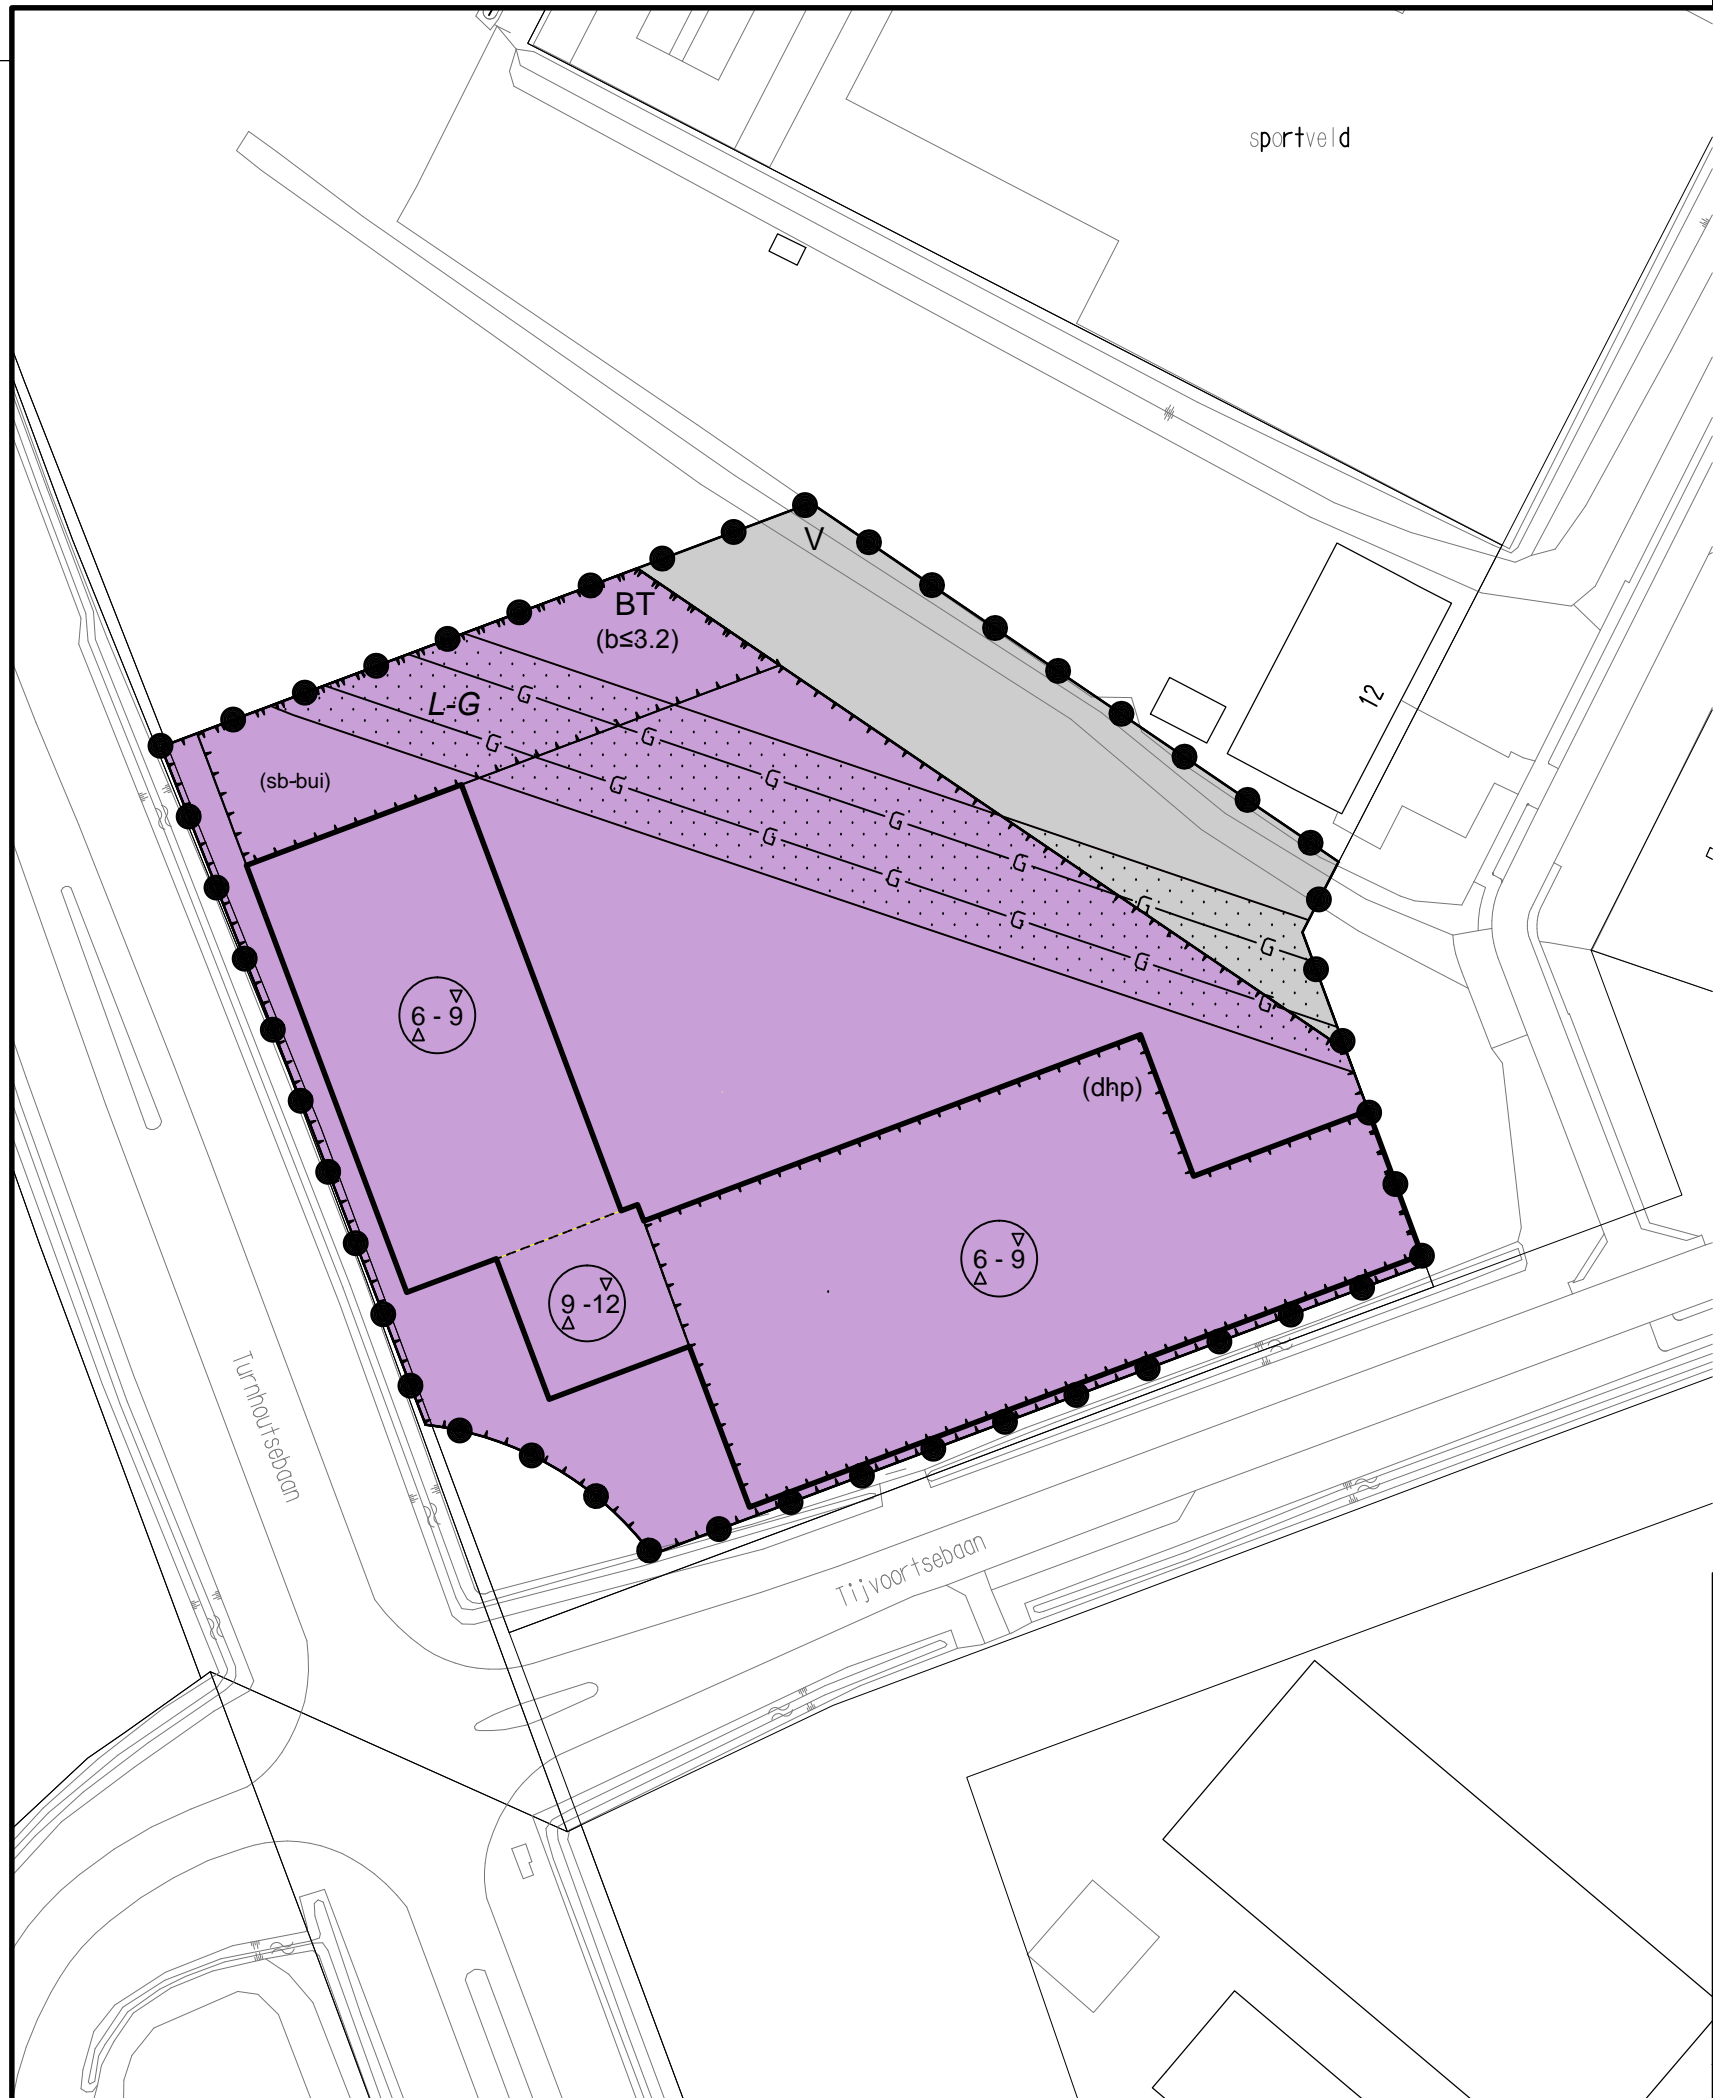 sportveld
V
BT
(b≤3.2)
12
L-G
G
G
G
(sb-bui)
G
G
G
G
G
G
G
G
G
G
G
G
6 - 9
(dhp)
6 - 9
9 -12
Turnhoutsebaan
Tijvoortsebaan